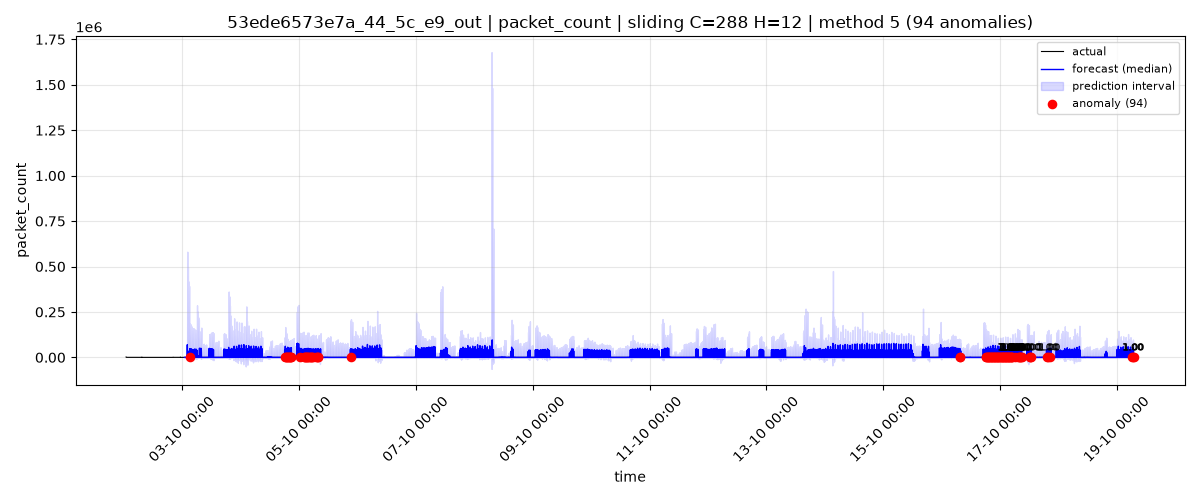 53ede6573e7a_44_5c_e9_out | packet_count | sliding C=288 H=12 | method 5 (94 anomalies)
1e6
1.75
1.50
1.25
1.00
0.75
0.50
0.25
0.00
packet_count
actual
forecast (median)
prediction interval
anomaly (94)
1.00
03-10 00:00
05-10 00:00
07-10 00:00
09-10 00:00
11-10 00:00
13-10 00:00
15-10 00:00
17-10 00:00
19-10 00:00
time